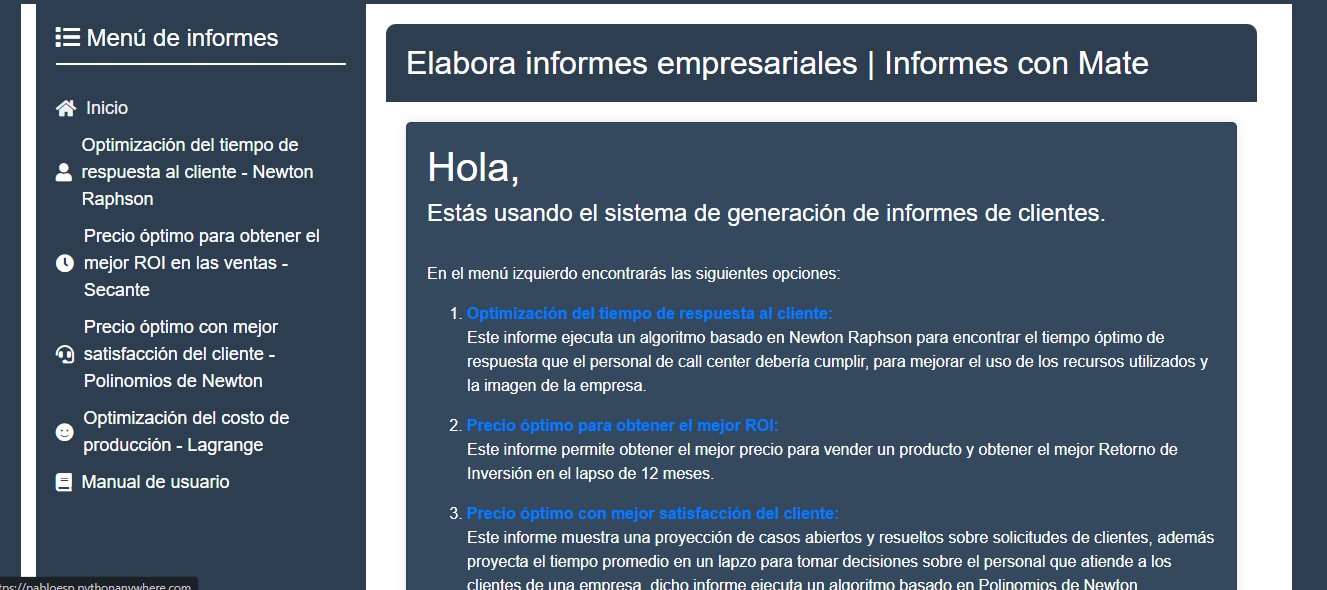 Menú de informes
Inicio
Optimización del tiempo de
respuesta al cliente - Newton
Raphson
Precio óptimo para obtener el
mejor ROI en las ventas -
Secante
Precio óptimo con mejor
satisfacción del cliente -
Polinomios de Newton
Optimización del costo de
producción - Lagrange
Manual de usuario
Elabora informes empresariales | Informes con Mate
Hola,
Estás usando el sistema de generación de informes de clientes.
En el menú izquierdo encontrarás las siguientes opciones:
1. Optimización del tiempo de respuesta al cliente:
Este informe ejecuta un algoritmo basado en Newton Raphson para encontrar el tiempo óptimo de
respuesta que el personal de call center debería cumplir, para mejorar el uso de los recursos utilizados y
la imagen de la empresa.
2. Precio óptimo para obtener el mejor ROI:
Este informe permite obtener el mejor precio para vender un producto y obtener el mejor Retorno de
Inversión en el lapso de 12 meses.
3. Precio óptimo con mejor satisfacción del cliente:
Este informe muestra una proyección de casos abiertos y resueltos sobre solicitudes de clientes, además
proyecta el tiempo promedio en un lapzo para tomar decisiones sobre el personal que atiende a los
clientes de una empresa, dicho informe ejecuta un algoritmo basado en Polinomios de Newton
tps://pabloesp.pythonanywhere.com